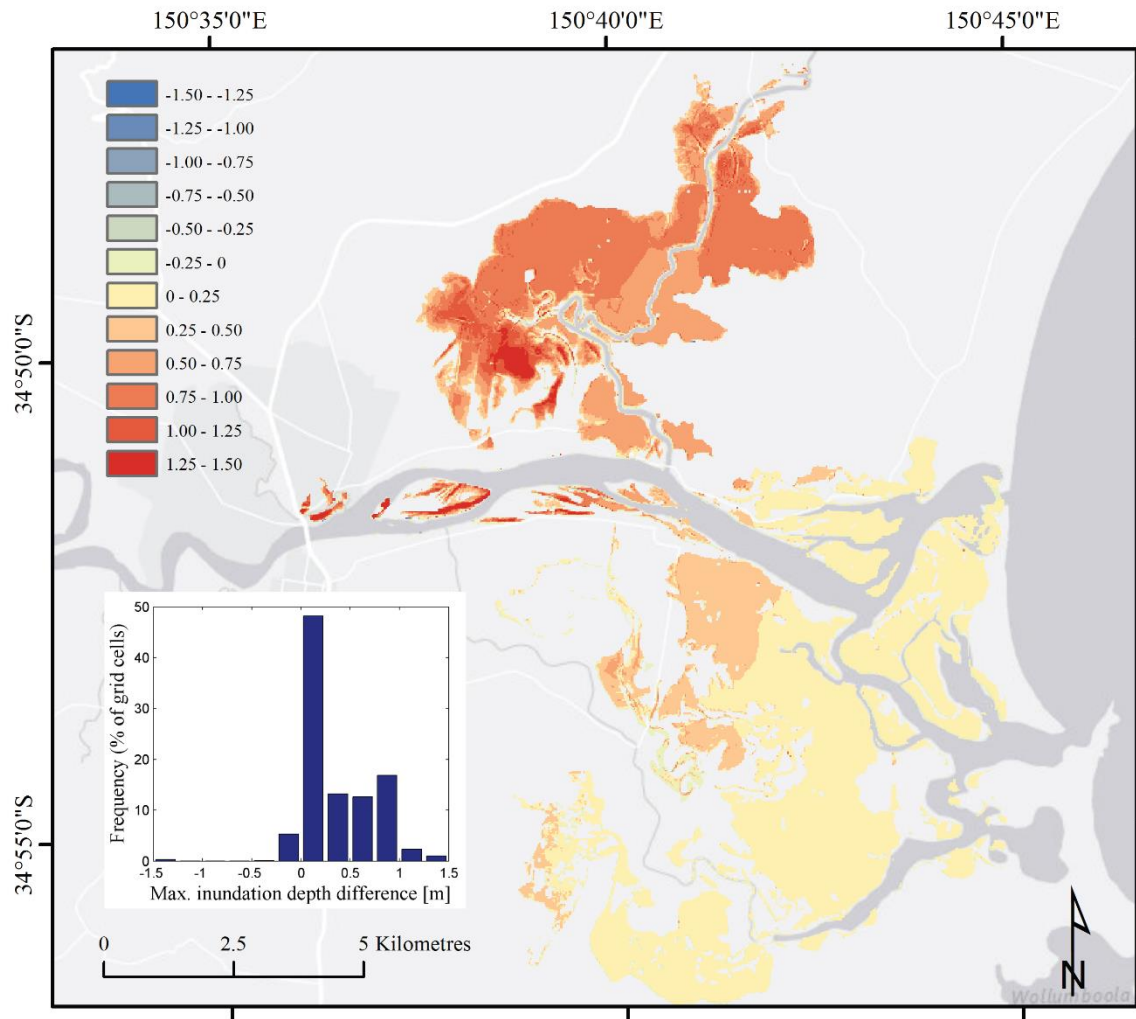 150°35'0"E 150°40'0"E 150°45'0"E
-1.50 - -1.25
-1.25 - -1.00
-1.00 - -0.75
-0.75 - -0.50
-0.50 - -0.25
-0.25 - 0
0 - 0.25
0.25 - 0.50
0.50 - 0.75
0.75 - 1.00
1.00 - 1.25
1.25 - 1.50
34°50'0"S
34°55'0"S
50
40
30
20
10
0
Frequency (% of grid cells)
-1.5 -1 -0.5 0 0.5 1 1.5
Max. inundation depth difference [m]
0 2.5 5 Kilometres
N
Wollumboola